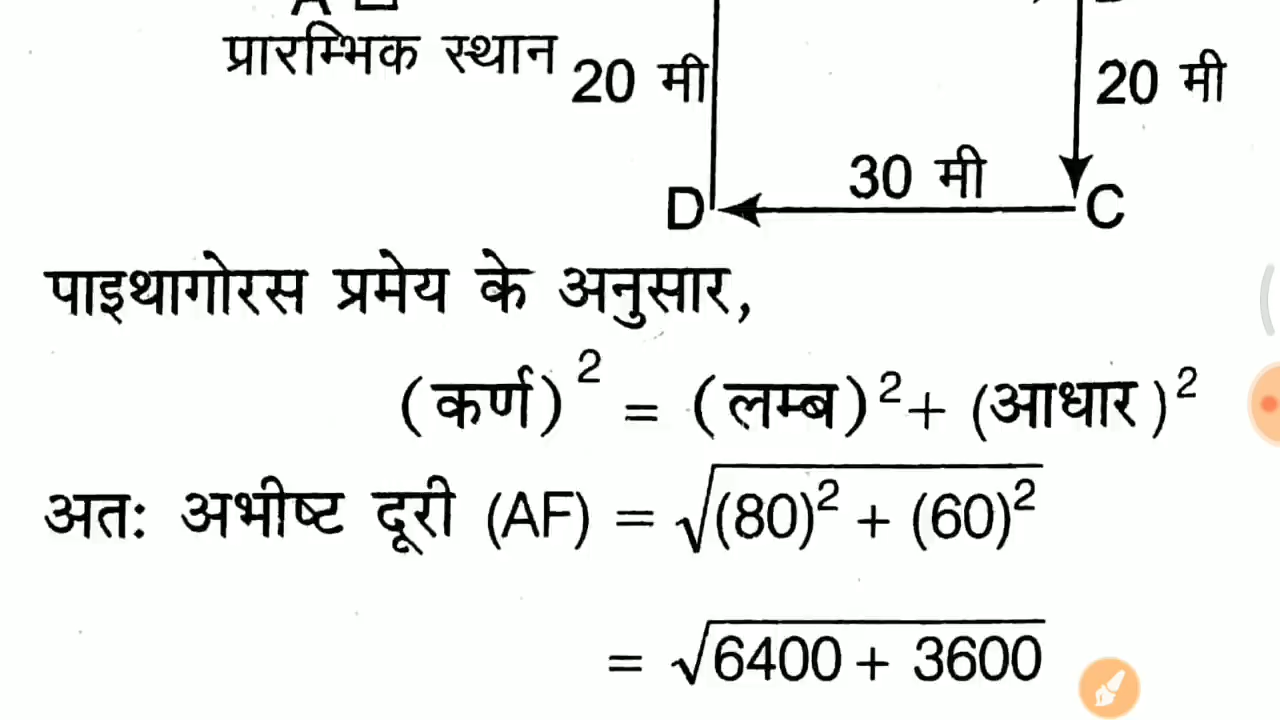 प्रारम्भिक स्थान
20 मी
20 मी
30 मी
D
C
पाइथागोरस प्रमेय के अनुसार,
(कर्ण)² = (लम्ब)² + (आधार)²
अतः अभीष्ट दूरी (AF) = √(80)² + (60)²
= √6400 + 3600